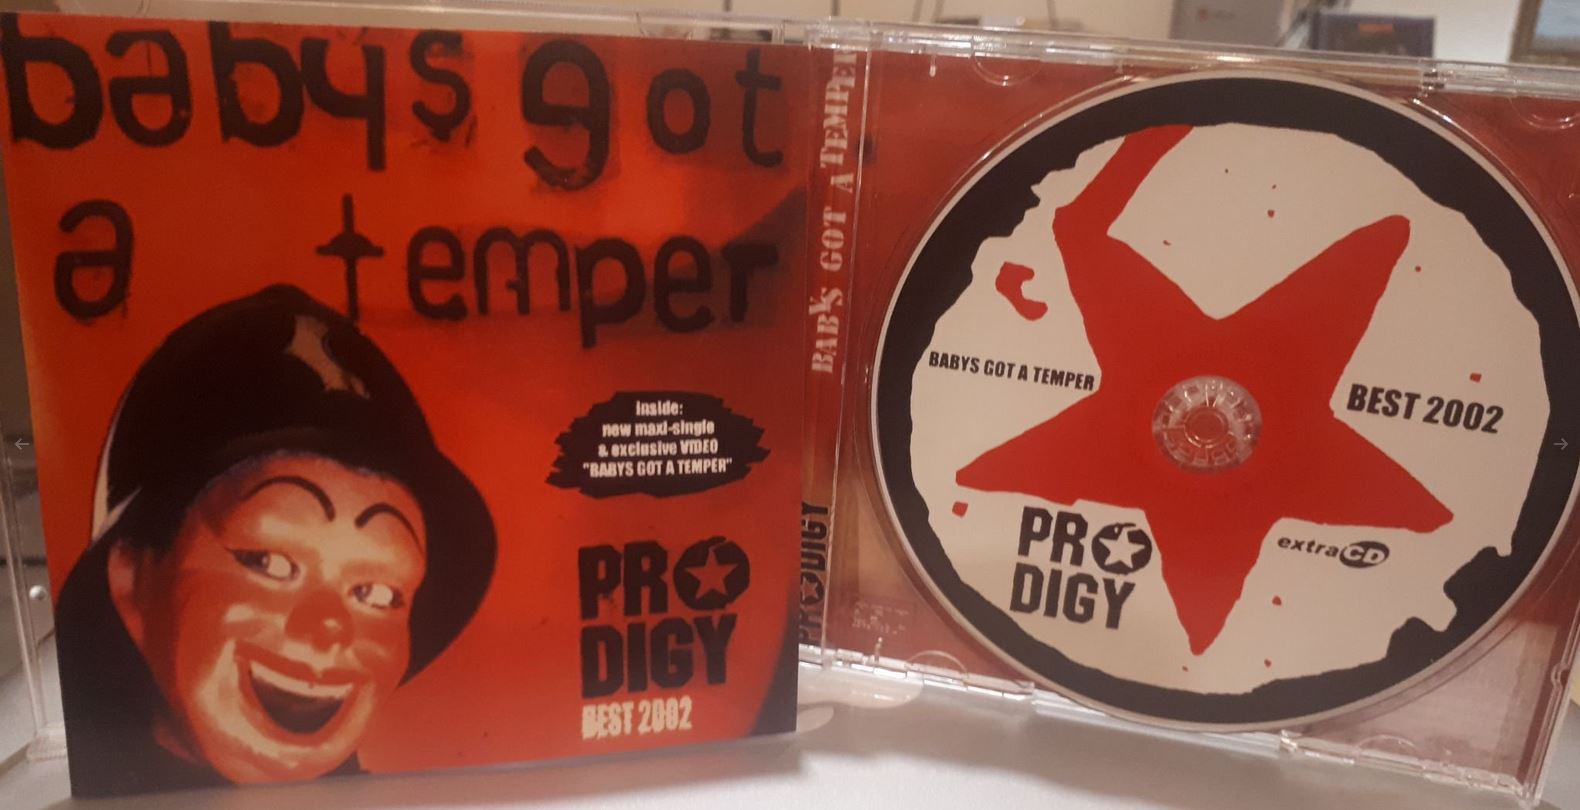 babys got
a temper
inside:
new maxi-single
& exclusive VIDEO
"BABYS GOT A TEMPER"
PRO
DIGY
BEST 2002
BABY'S GOT A TEMPER
PRODIGY
BABYS GOT A TEMPER
BEST 2002
PRO
DIGY
extraCD